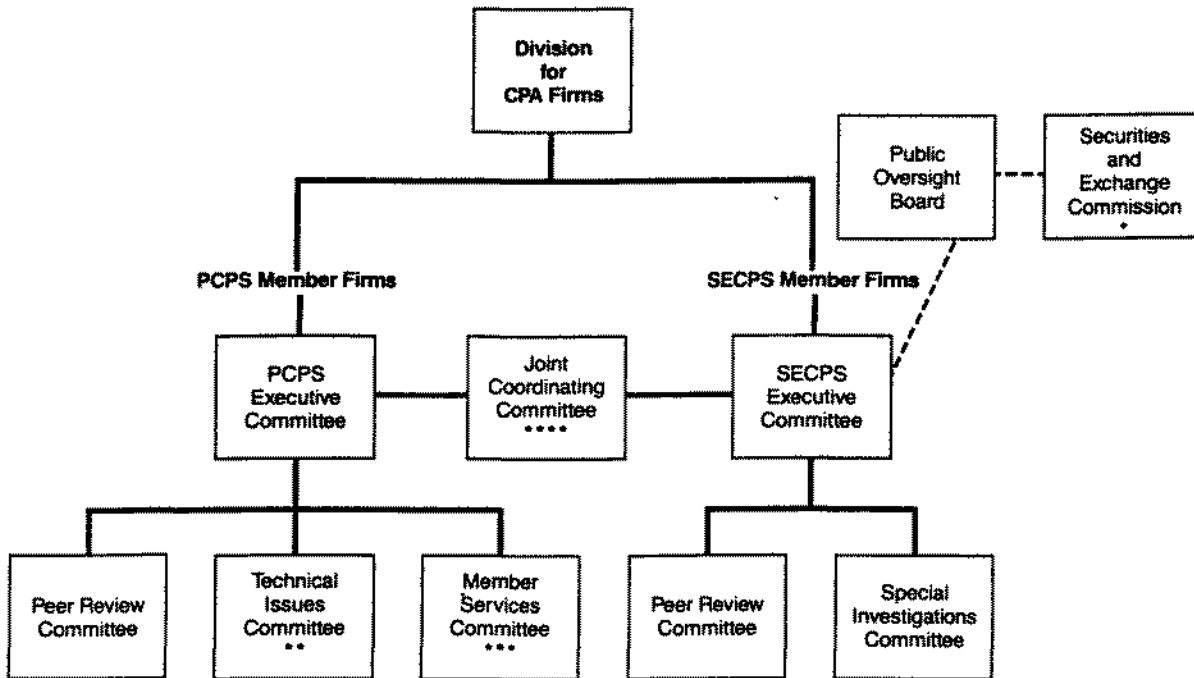 Division
for
CPA Firms
Public
Oversight
Board
Securities
and
Exchange
Commission
*
PCPS Member Firms
SECPS Member Firms
PCPS
Executive
Committee
Joint
Coordinating
Committee
****
SECPS
Executive
Committee
Peer Review
Committee
Technical
Issues
Committee
**
Member
Services
Committee
***
Peer Review
Committee
Special
Investigations
Committee